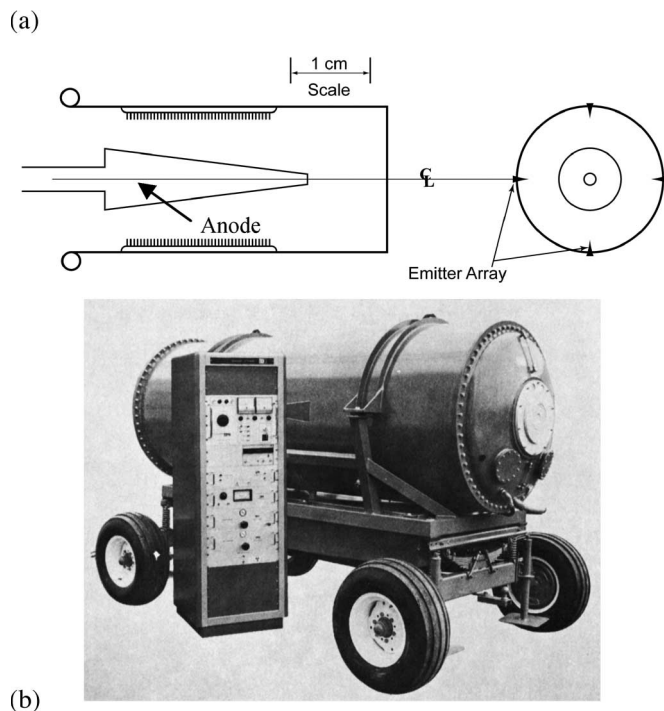 (a)
1 cm
Scale
℄
Anode
Emitter Array
(b)